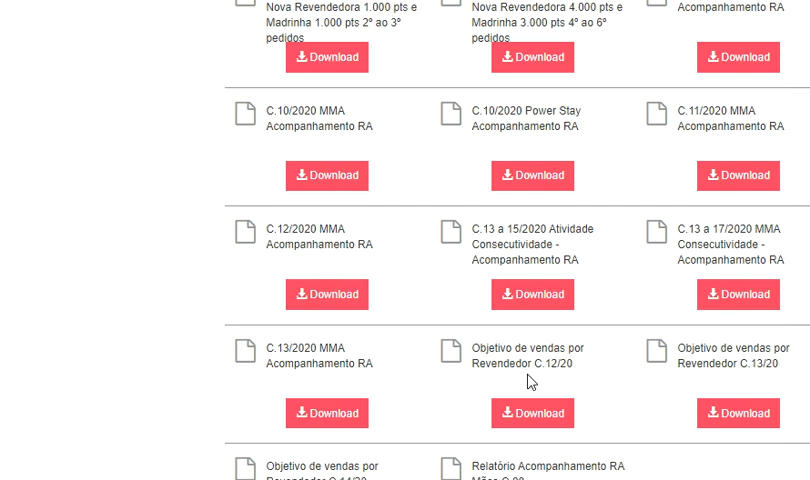 Nova Revendedora 1.000 pts e
Madrinha 1.000 pts 2º ao 3º
pedidos
Download
Nova Revendedora 4.000 pts e
Madrinha 3.000 pts 4º ao 6º
pedidos
Download
Acompanhamento RA
Download
C.10/2020 MMA
Acompanhamento RA
Download
C.10/2020 Power Stay
Acompanhamento RA
Download
C.11/2020 MMA
Acompanhamento RA
Download
C.12/2020 MMA
Acompanhamento RA
Download
C.13 a 15/2020 Atividade
Consecutividade -
Acompanhamento RA
Download
C.13 a 17/2020 MMA
Consecutividade -
Acompanhamento RA
Download
C.13/2020 MMA
Acompanhamento RA
Download
Objetivo de vendas por
Revendedor C.12/20
Download
Objetivo de vendas por
Revendedor C.13/20
Download
Objetivo de vendas por
Revendedor C.14/20
Relatório Acompanhamento RA